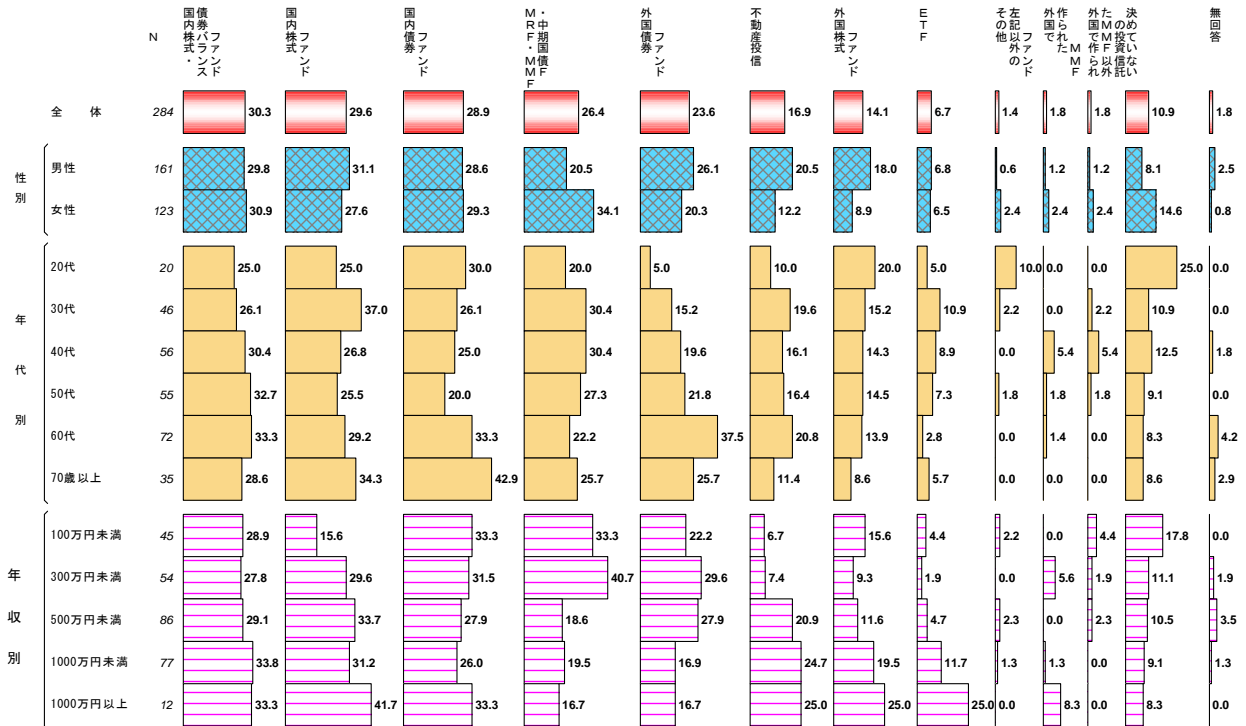 N
国内株式・
債券バランス
ファンド
国内株式
ファンド
国内債券
ファンド
MRF・MMF
・中期国債F
外国債券
ファンド
不動産投信
外国株式
ファンド
ETF
その他
左記以外の
ファンド
外国で
作られた
MMF
外国で作られ
たMMF以外
の投資信託
決めていない
無回答
全 体 284 30.3 29.6 28.9 26.4 23.6 16.9 14.1 6.7 1.4 1.8 1.8 10.9 1.8
性別
男性 161 29.8 31.1 28.6 20.5 26.1 20.5 18.0 6.8 0.6 1.2 1.2 8.1 2.5
女性 123 30.9 27.6 29.3 34.1 20.3 12.2 8.9 6.5 2.4 2.4 2.4 14.6 0.8
年代別
20代 20 25.0 25.0 30.0 20.0 5.0 10.0 20.0 5.0 10.0 0.0 0.0 25.0 0.0
30代 46 26.1 37.0 26.1 30.4 15.2 19.6 15.2 10.9 2.2 0.0 2.2 10.9 0.0
40代 56 30.4 26.8 25.0 30.4 19.6 16.1 14.3 8.9 0.0 5.4 5.4 12.5 1.8
50代 55 32.7 25.5 20.0 27.3 21.8 16.4 14.5 7.3 1.8 1.8 1.8 9.1 0.0
60代 72 33.3 29.2 33.3 22.2 37.5 20.8 13.9 2.8 0.0 1.4 0.0 8.3 4.2
70歳以上 35 28.6 34.3 42.9 25.7 25.7 11.4 8.6 5.7 0.0 0.0 0.0 8.6 2.9
年収別
100万円未満 45 28.9 15.6 33.3 33.3 22.2 6.7 15.6 4.4 2.2 0.0 4.4 17.8 0.0
300万円未満 54 27.8 29.6 31.5 40.7 29.6 7.4 9.3 1.9 0.0 5.6 1.9 11.1 1.9
500万円未満 86 29.1 33.7 27.9 18.6 27.9 20.9 11.6 4.7 2.3 0.0 2.3 10.5 3.5
1000万円未満 77 33.8 31.2 26.0 19.5 16.9 24.7 19.5 11.7 1.3 1.3 0.0 9.1 1.3
1000万円以上 12 33.3 41.7 33.3 16.7 16.7 25.0 25.0 25.0 0.0 8.3 0.0 8.3 0.0